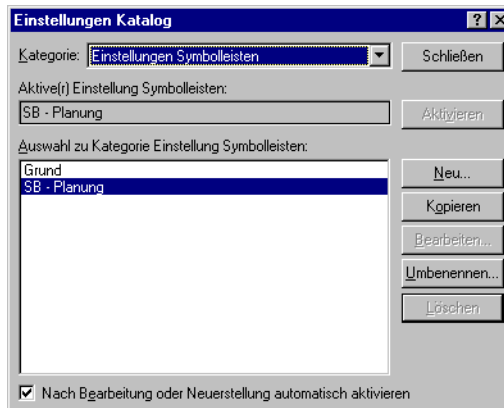 Einstellungen Katalog
Kategorie: Einstellungen Symbolleisten
Schließen
Aktive(r) Einstellung Symbolleisten:
SB - Planung
Aktivieren
Auswahl zu Kategorie Einstellung Symbolleisten:
Grund
SB - Planung
Neu...
Kopieren
Bearbeiten...
Umbenennen...
Löschen
Nach Bearbeitung oder Neuerstellung automatisch aktivieren